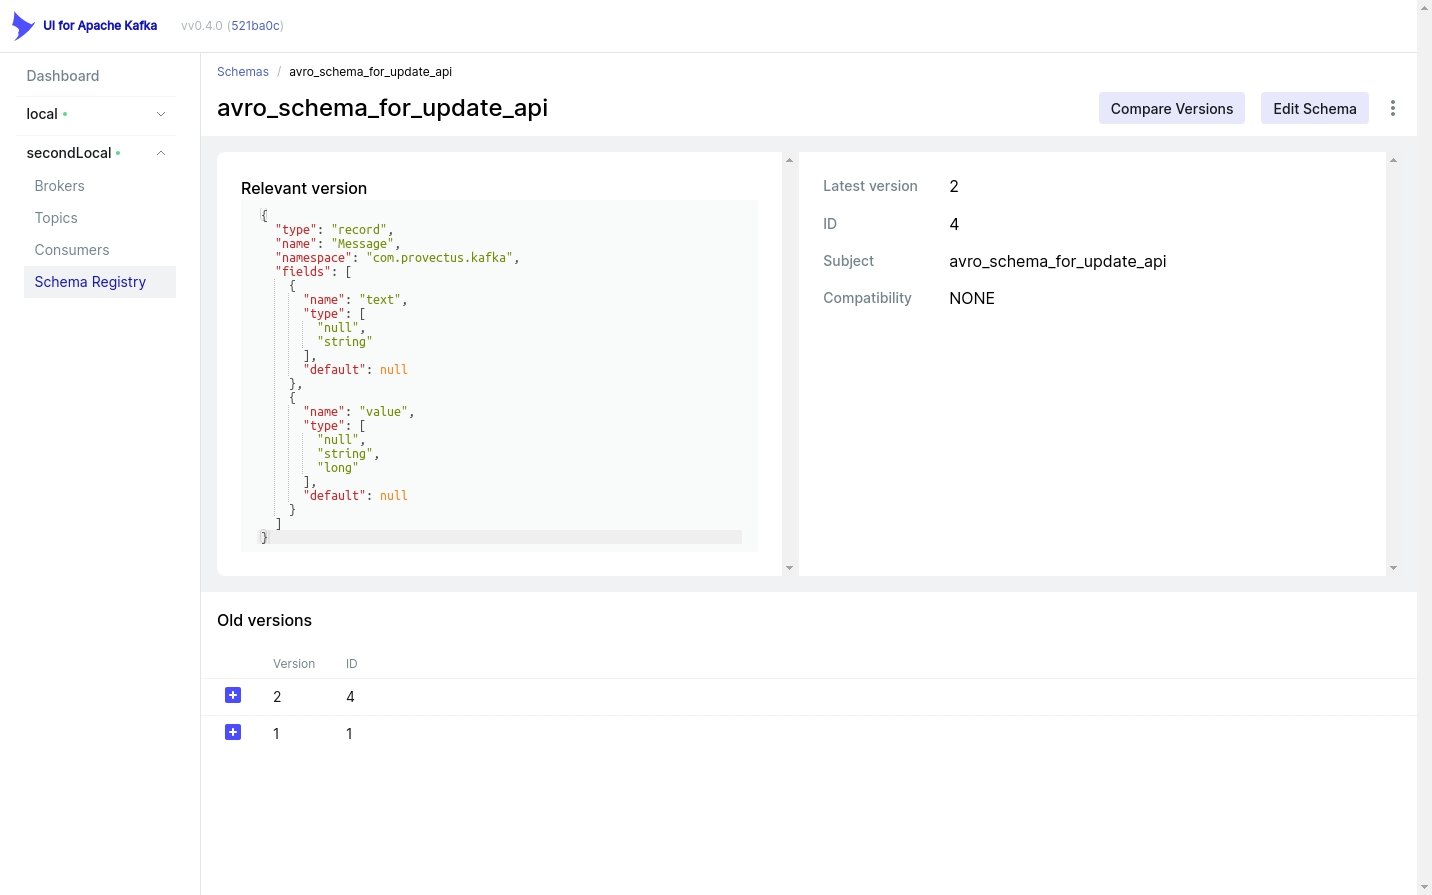 UI for Apache Kafka
vv0.4.0 (521ba0c)
Dashboard
local
secondLocal
Brokers
Topics
Consumers
Schema Registry
Schemas / avro_schema_for_update_api
avro_schema_for_update_api
Compare Versions
Edit Schema
Relevant version
{
  "type": "record",
  "name": "Message",
  "namespace": "com.provectus.kafka",
  "fields": [
    {
      "name": "text",
      "type": [
        "null",
        "string"
      ],
      "default": null
    },
    {
      "name": "value",
      "type": [
        "null",
        "string",
        "long"
      ],
      "default": null
    }
  ]
}
Latest version 2
ID 4
Subject avro_schema_for_update_api
Compatibility NONE
Old versions
Version ID
2 4
1 1